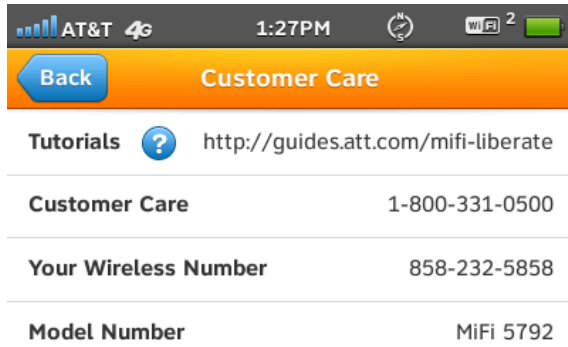 AT&T 4G 1:27PM N S WiFi 2
Back Customer Care
Tutorials ? http://guides.att.com/mifi-liberate
Customer Care 1-800-331-0500
Your Wireless Number 858-232-5858
Model Number MiFi 5792